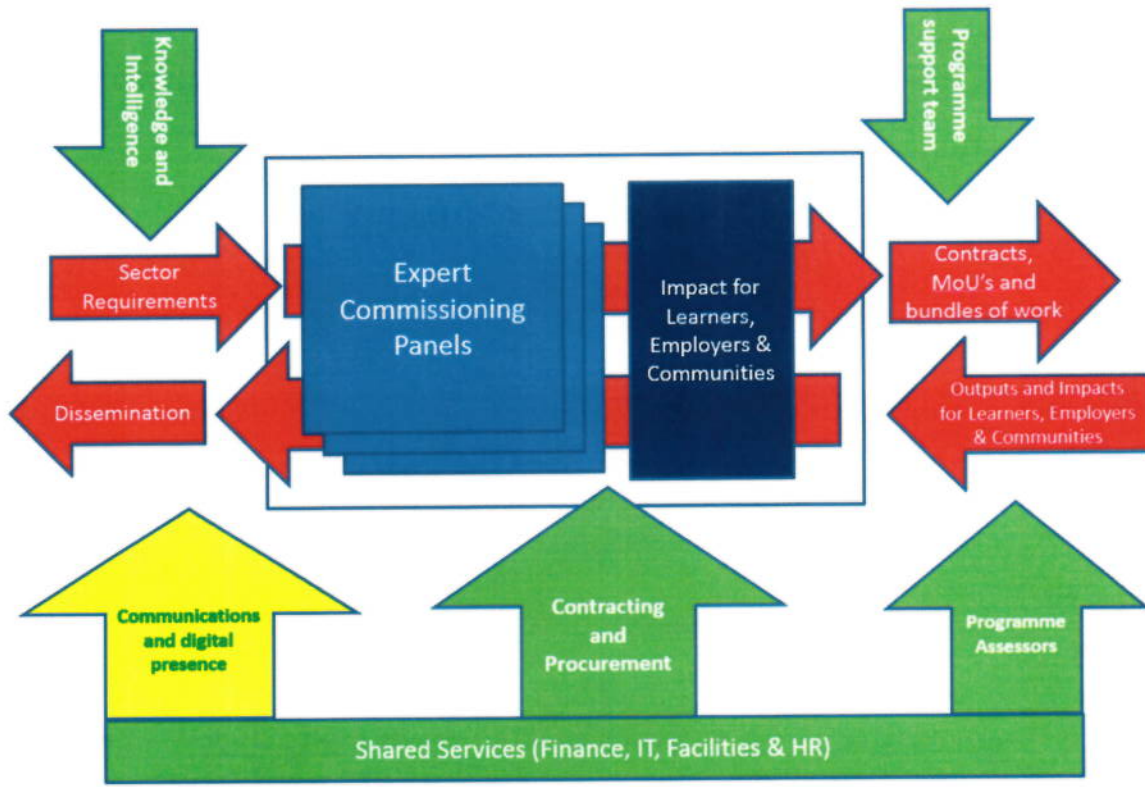 Knowledge and
Intelligence
Programme
support team
Sector
Requirements
Expert
Commissioning
Panels
Impact for
Learners,
Employers &
Communities
Contracts,
MoU's and
bundles of work
Dissemination
Outputs and Impacts
for Learners, Employers
& Communities
Communications
and digital
presence
Contracting
and
Procurement
Programme
Assessors
Shared Services (Finance, IT, Facilities & HR)